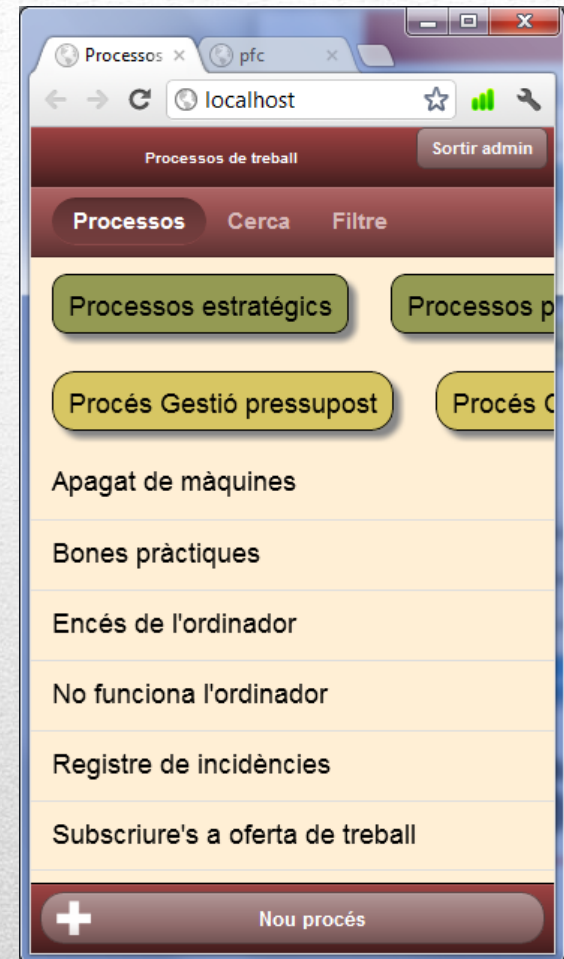 Processos
pfc
localhost
Processos de treball
Sortir admin
Processos Cerca Filtre
Processos estratégics Processos p
Procés Gestió pressupost Procés
Apagat de màquines
Bones pràctiques
Encés de l'ordinador
No funciona l'ordinador
Registre de incidències
Subscriure's a oferta de treball
Nou procés